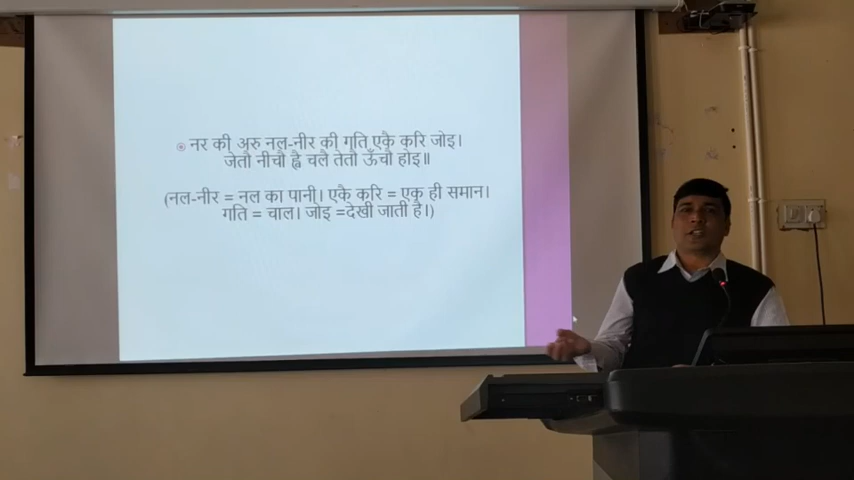 नर की अरु नल-नीर की गति एकै करि जोइ।
जेतौ नीचौ ह्वै चलै तेतौ ऊँचौ होइ॥
(नल-नीर = नल का पानी। एकै करि = एक ही समान।
गति = चाल। जोइ =देखी जाती है।)